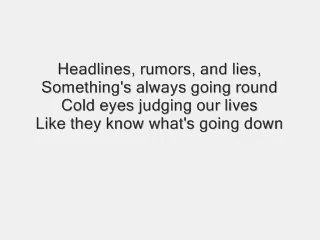 Headlines, rumors, and lies,
Something's always going round
Cold eyes judging our lives
Like they know what's going down